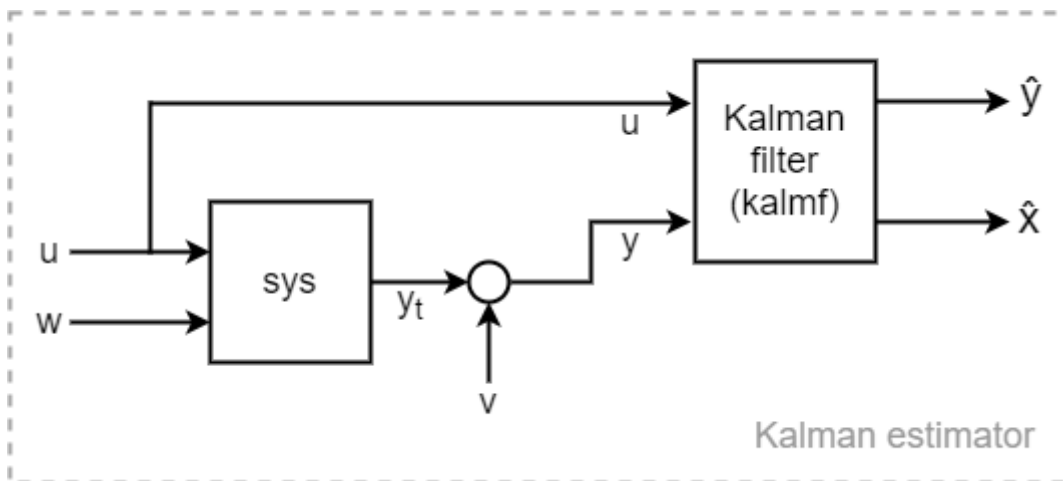 u
ŷ
Kalman
filter
(kalmf)
x̂
u
y
sys
w
yₜ
v
Kalman estimator